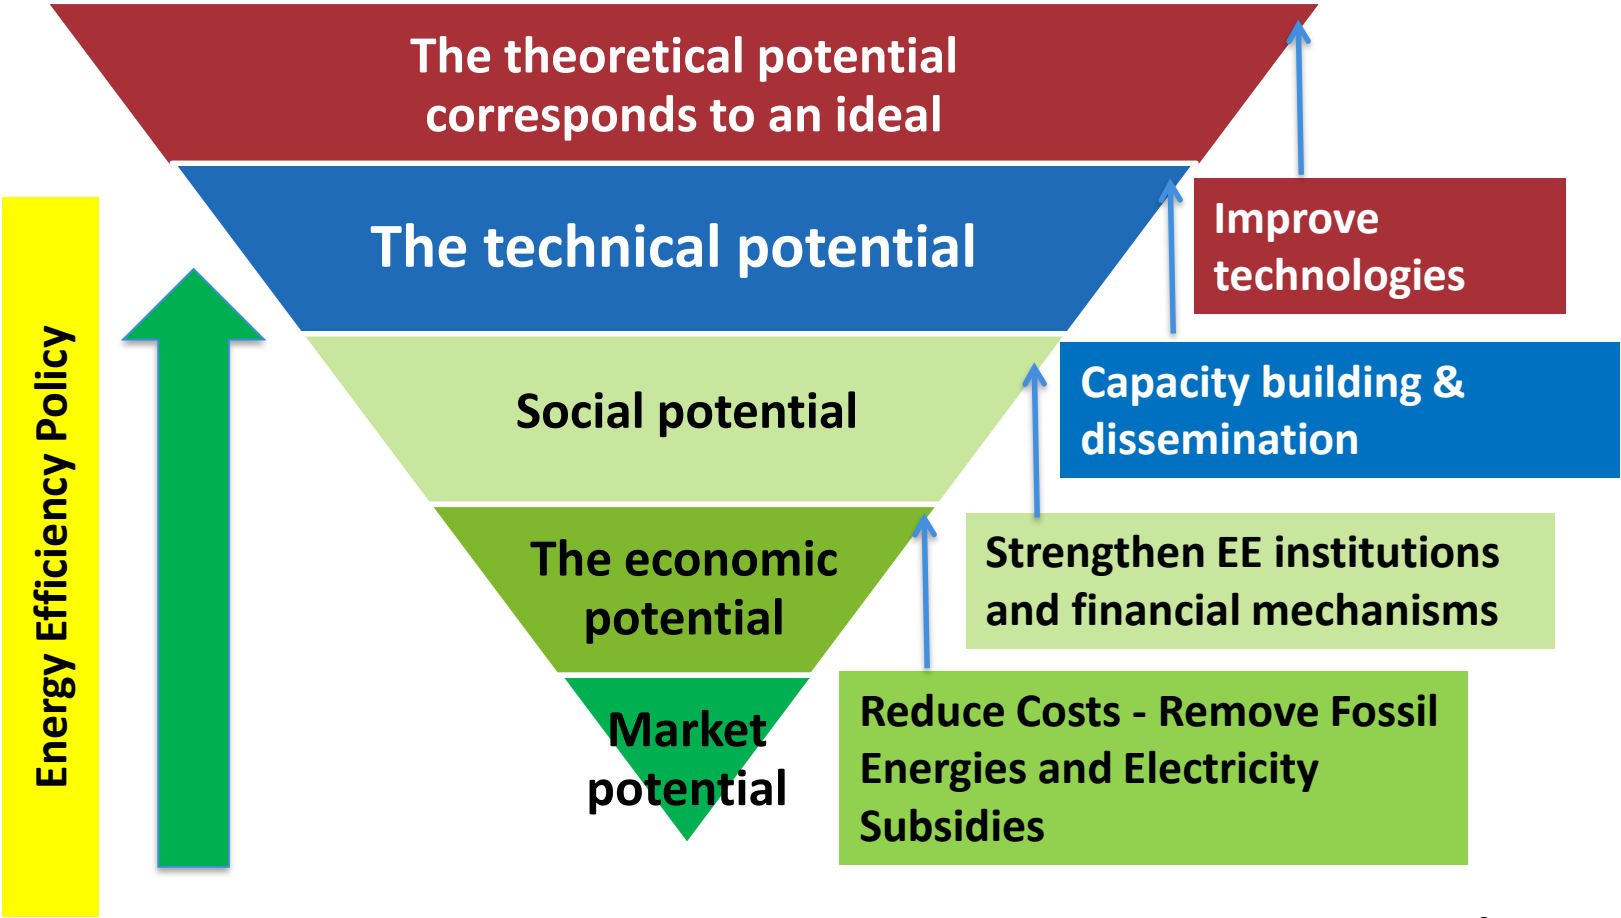 The theoretical potential
corresponds to an ideal
The technical potential
Social potential
The economic
potential
Market
potential
Improve
technologies
Capacity building &
dissemination
Strengthen EE institutions
and financial mechanisms
Reduce Costs - Remove Fossil
Energies and Electricity
Subsidies
Energy Efficiency Policy